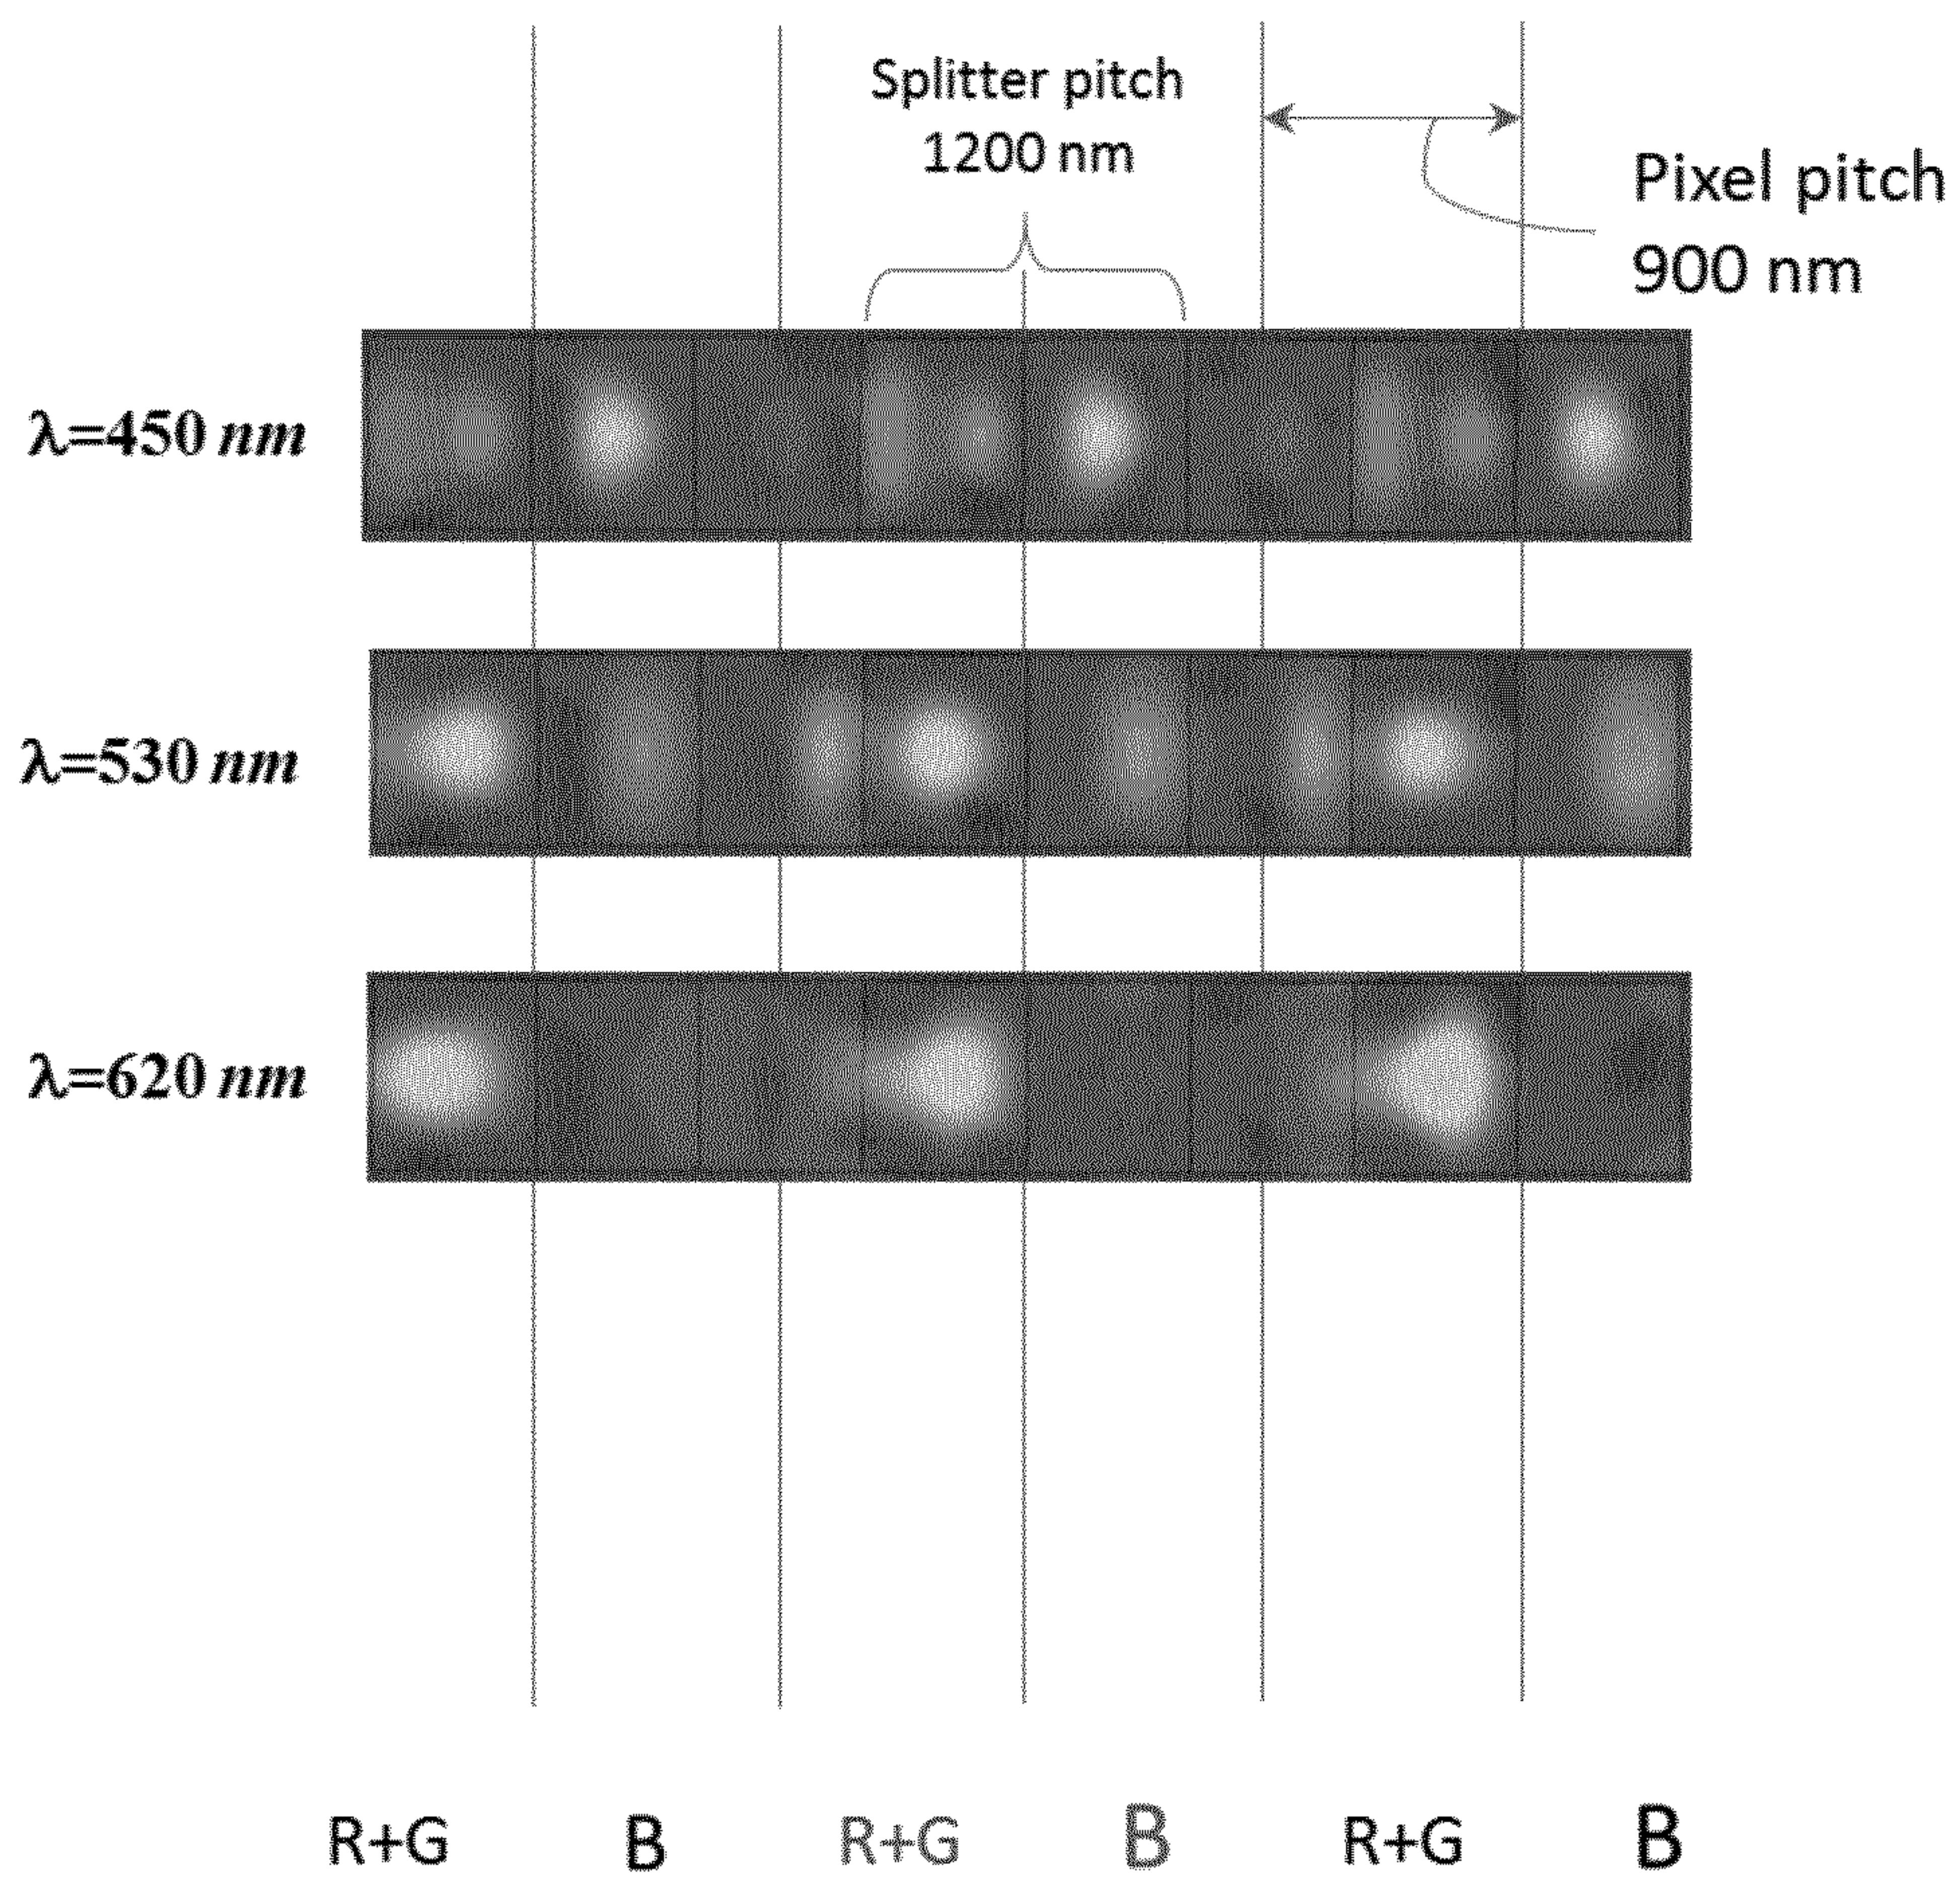 Splitter pitch
1200 nm
Pixel pitch
900 nm
λ=450 nm
λ=530 nm
λ=620 nm
R+G B R+G B R+G B